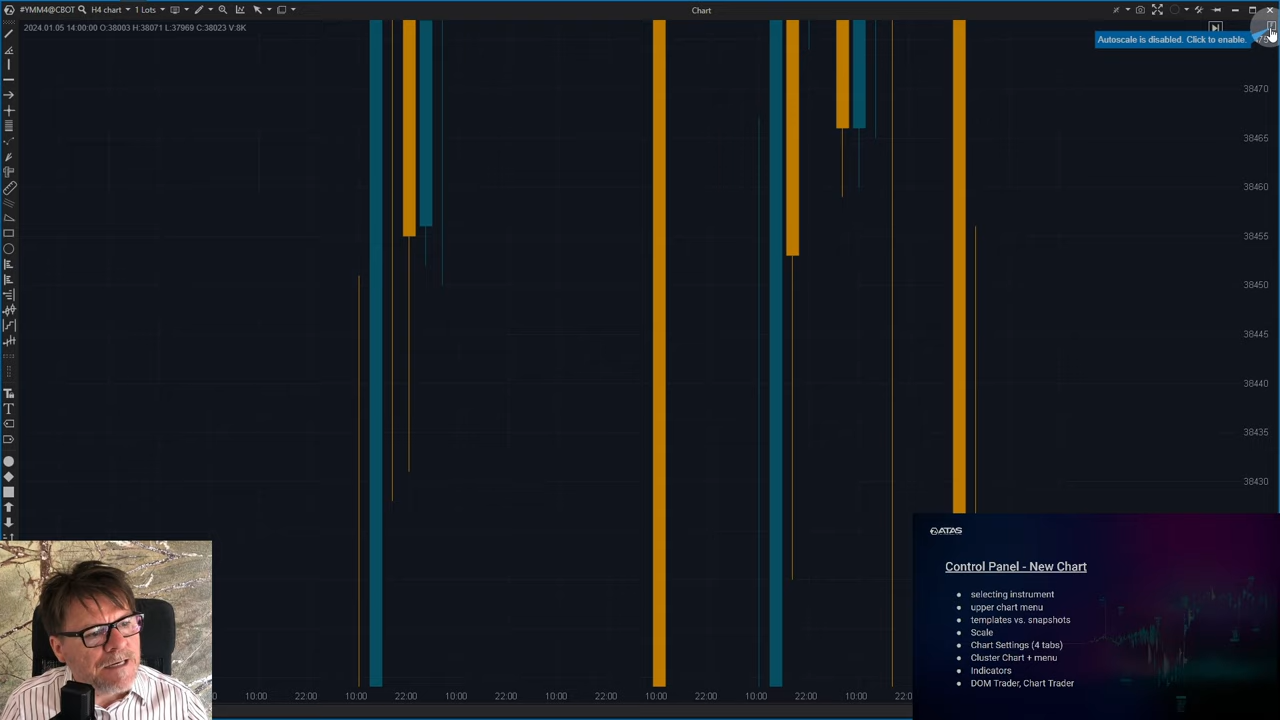 #YMM4@CBOT H4 chart 1 Lots Chart
2024.01.05 14:00:00 O:38003 H:38071 L:37969 C:38023 V:8K
Autoscale is disabled. Click to enable.
38470
38465
38460
38455
38450
38445
38440
38435
38430
ATAS
Control Panel - New Chart
● selecting instrument
● upper chart menu
● templates vs. snapshots
● Scale
● Chart Settings (4 tabs)
● Cluster Chart + menu
● Indicators
● DOM Trader, Chart Trader
10:00 22:00 10:00 22:00 10:00 22:00 10:00 22:00 10:00 22:00 10:00 22:00 10:00